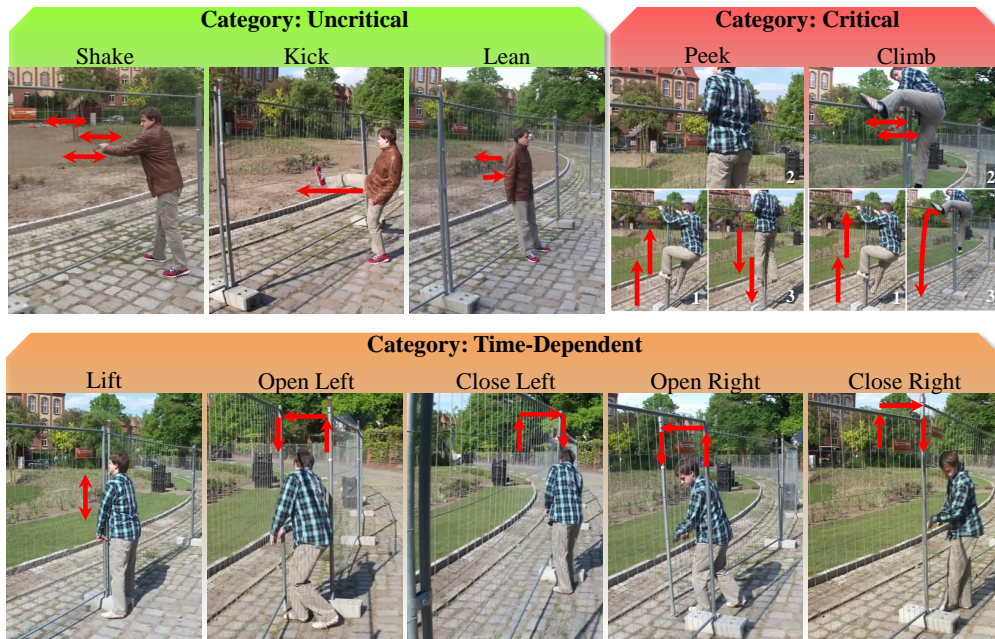 Category: Uncritical
Shake Kick Lean
Category: Critical
Peek Climb
2 2
1 3 1 3
Category: Time-Dependent
Lift Open Left Close Left Open Right Close Right